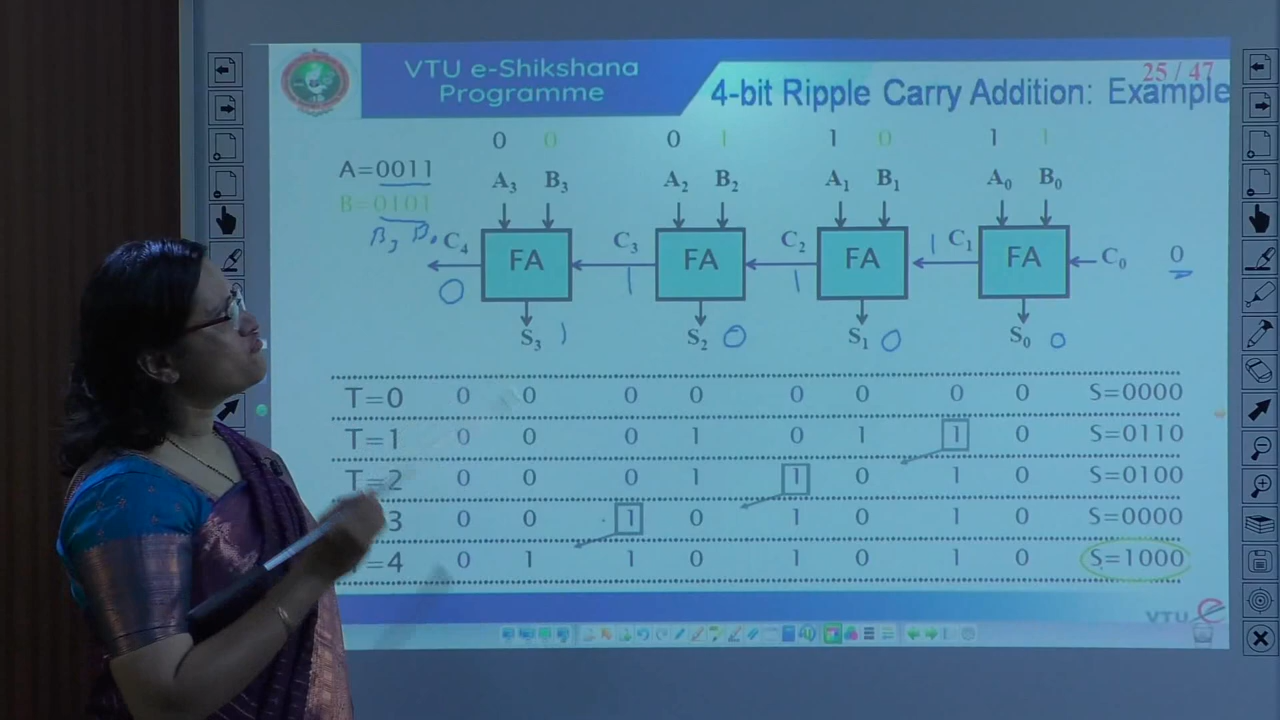 VTU e-Shikshana
Programme
25 / 47
4-bit Ripple Carry Addition: Example
0 0 0 1 1 0 1 1
A=0011
B=0101
A₃ B₃ A₂ B₂ A₁ B₁ A₀ B₀
B₃ B₀
C₄ FA C₃ FA C₂ FA C₁ FA C₀ 0
0 1 1 1
S₃ 1 S₂ 0 S₁ 0 S₀ 0
T=0 0 0 0 0 0 0 0 0 S=0000
T=1 0 0 0 1 0 1 1 0 S=0110
T=2 0 0 0 1 1 0 1 0 S=0100
3 0 0 1 0 1 0 1 0 S=0000
=4 0 1 1 0 1 0 1 0 S=1000
VTU e